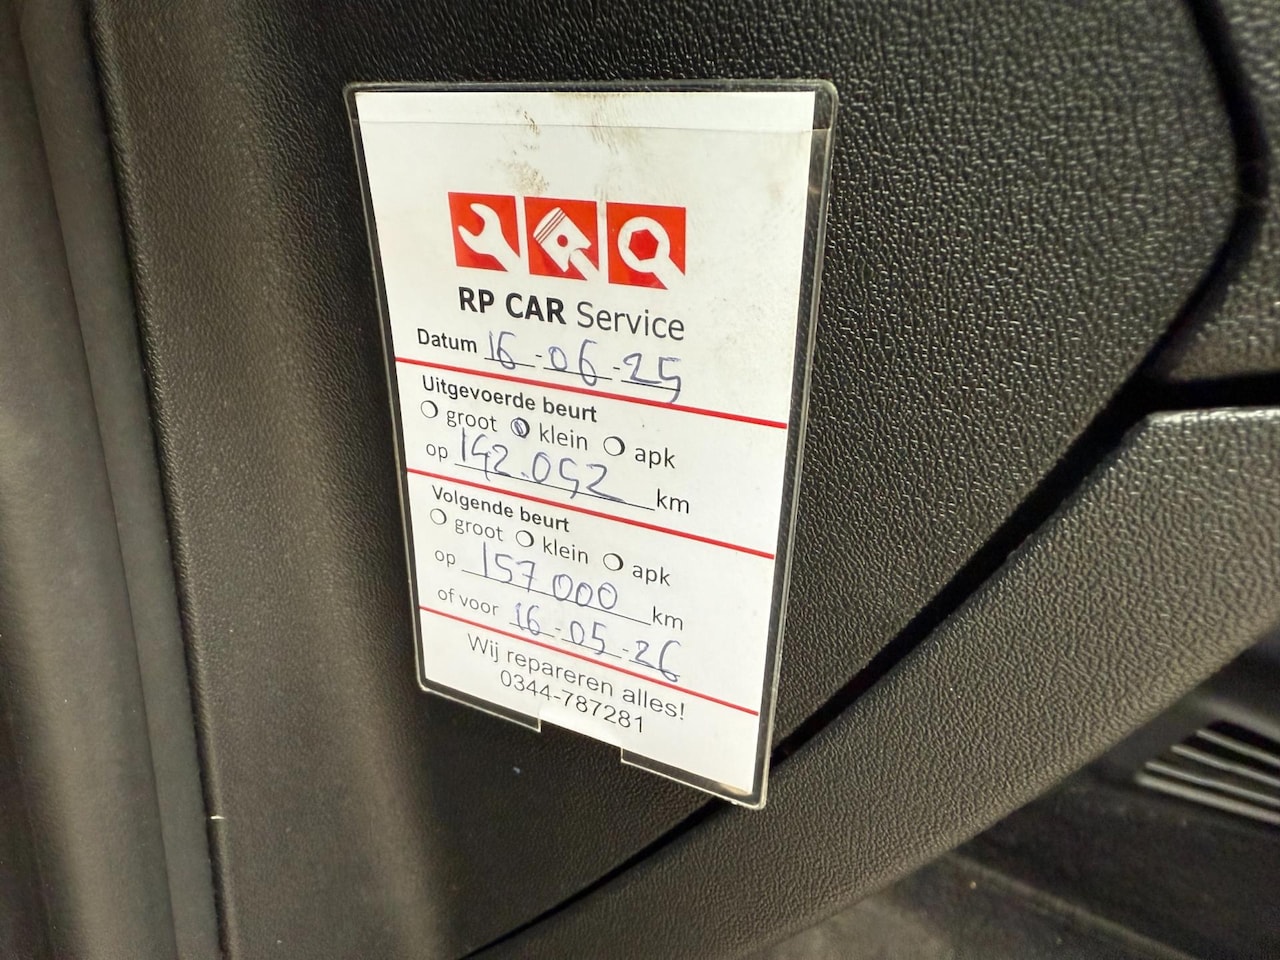 RP CAR Service
Datum 16-06-25
Uitgevoerde beurt
groot klein apk
op 142.052 km
Volgende beurt
groot klein apk
op 157000 km
of voor 16-05-26
Wij repareren alles!
0344-787281